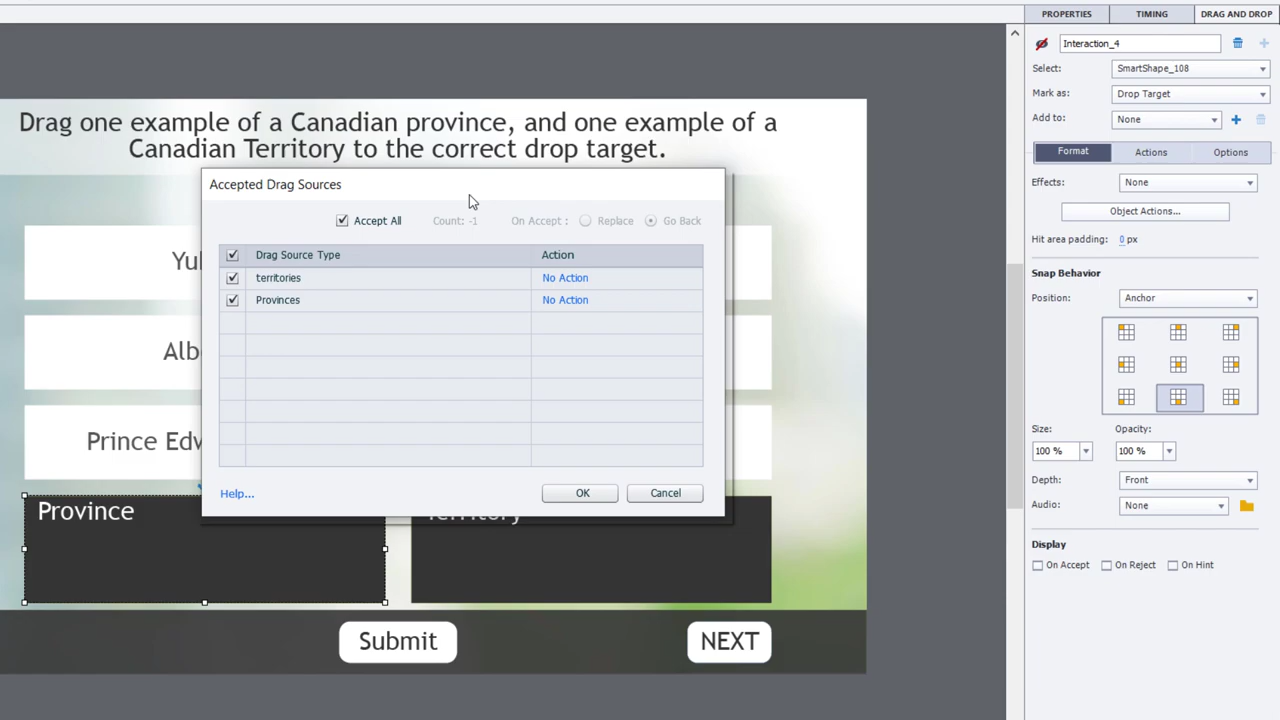 PROPERTIES TIMING DRAG AND DROP
Interaction_4
Select: SmartShape_108
Mark as: Drop Target
Add to: None
Format Actions Options
Effects: None
Object Actions...
Hit area padding: 0 px
Snap Behavior
Position: Anchor
Size: Opacity:
100 % 100 %
Depth: Front
Audio: None
Display
On Accept On Reject On Hint
Drag one example of a Canadian province, and one example of a
Canadian Territory to the correct drop target.
Accepted Drag Sources
Accept All Count: -1 On Accept : Replace Go Back
Drag Source Type Action
territories No Action
Provinces No Action
Help... OK Cancel
Yu
Alb
Prince Edw
Province Territory
Submit NEXT